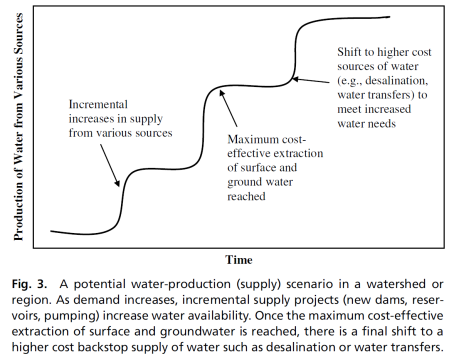 Production of Water from Various Sources
Incremental
increases in supply
from various sources
Maximum cost-
effective extraction
of surface and
ground water
reached
Shift to higher cost
sources of water
(e.g., desalination,
water transfers) to
meet increased
water needs
Time
Fig. 3. A potential water-production (supply) scenario in a watershed or
region. As demand increases, incremental supply projects (new dams, reser-
voirs, pumping) increase water availability. Once the maximum cost-effective
extraction of surface and groundwater is reached, there is a final shift to a
higher cost backstop supply of water such as desalination or water transfers.